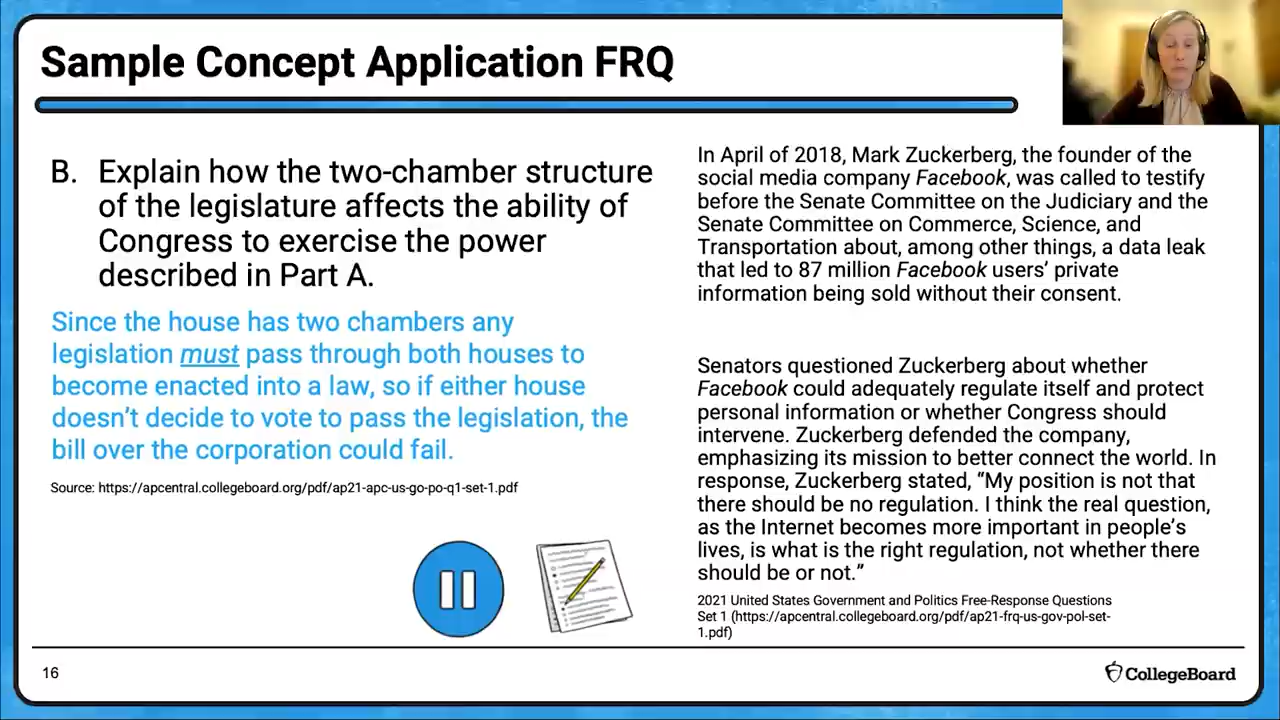 Sample Concept Application FRQ
B. Explain how the two-chamber structure
of the legislature affects the ability of
Congress to exercise the power
described in Part A.
Since the house has two chambers any
legislation must pass through both houses to
become enacted into a law, so if either house
doesn’t decide to vote to pass the legislation, the
bill over the corporation could fail.
Source: https://apcentral.collegeboard.org/pdf/ap21-apc-us-go-po-q1-set-1.pdf
In April of 2018, Mark Zuckerberg, the founder of the
social media company Facebook, was called to testify
before the Senate Committee on the Judiciary and the
Senate Committee on Commerce, Science, and
Transportation about, among other things, a data leak
that led to 87 million Facebook users’ private
information being sold without their consent.
Senators questioned Zuckerberg about whether
Facebook could adequately regulate itself and protect
personal information or whether Congress should
intervene. Zuckerberg defended the company,
emphasizing its mission to better connect the world. In
response, Zuckerberg stated, “My position is not that
there should be no regulation. I think the real question,
as the Internet becomes more important in people’s
lives, is what is the right regulation, not whether there
should be or not.”
2021 United States Government and Politics Free-Response Questions
Set 1 (https://apcentral.collegeboard.org/pdf/ap21-frq-us-gov-pol-set-
1.pdf)
16
CollegeBoard